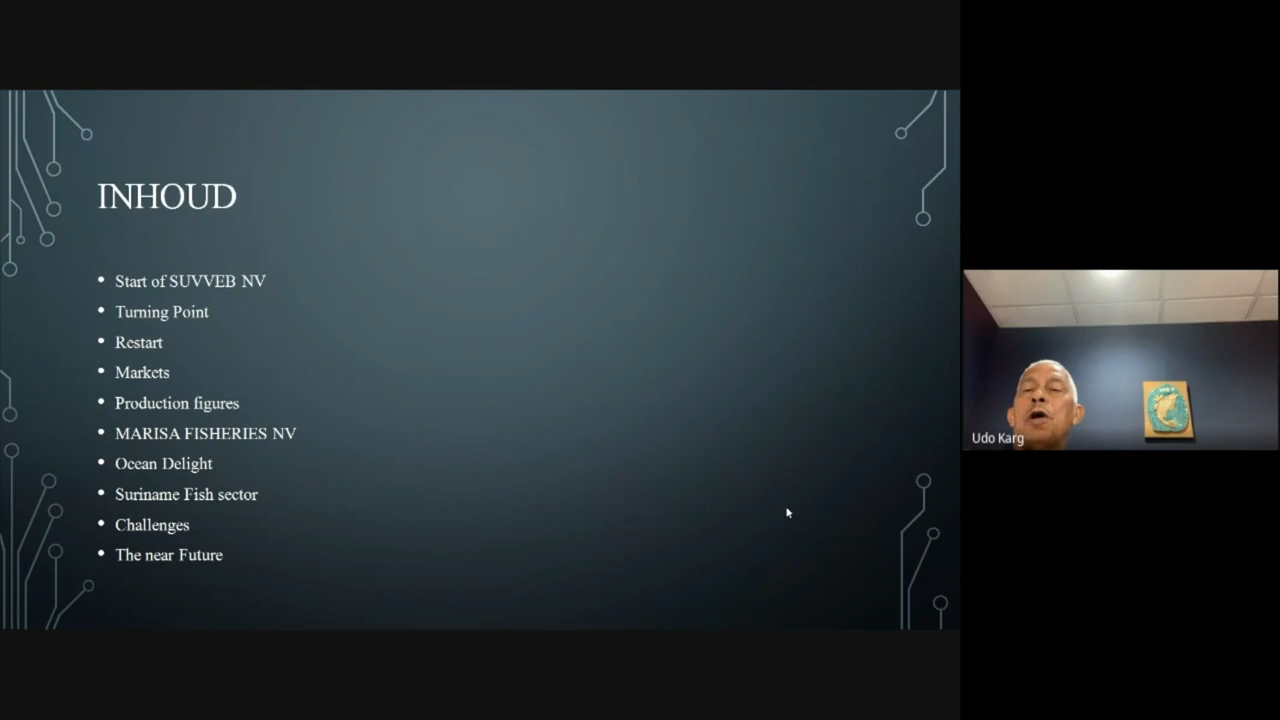 INHOUD
• Start of SUVVEB NV
• Turning Point
• Restart
• Markets
• Production figures
• MARISA FISHERIES NV
• Ocean Delight
• Suriname Fish sector
• Challenges
• The near Future
Udo Karg